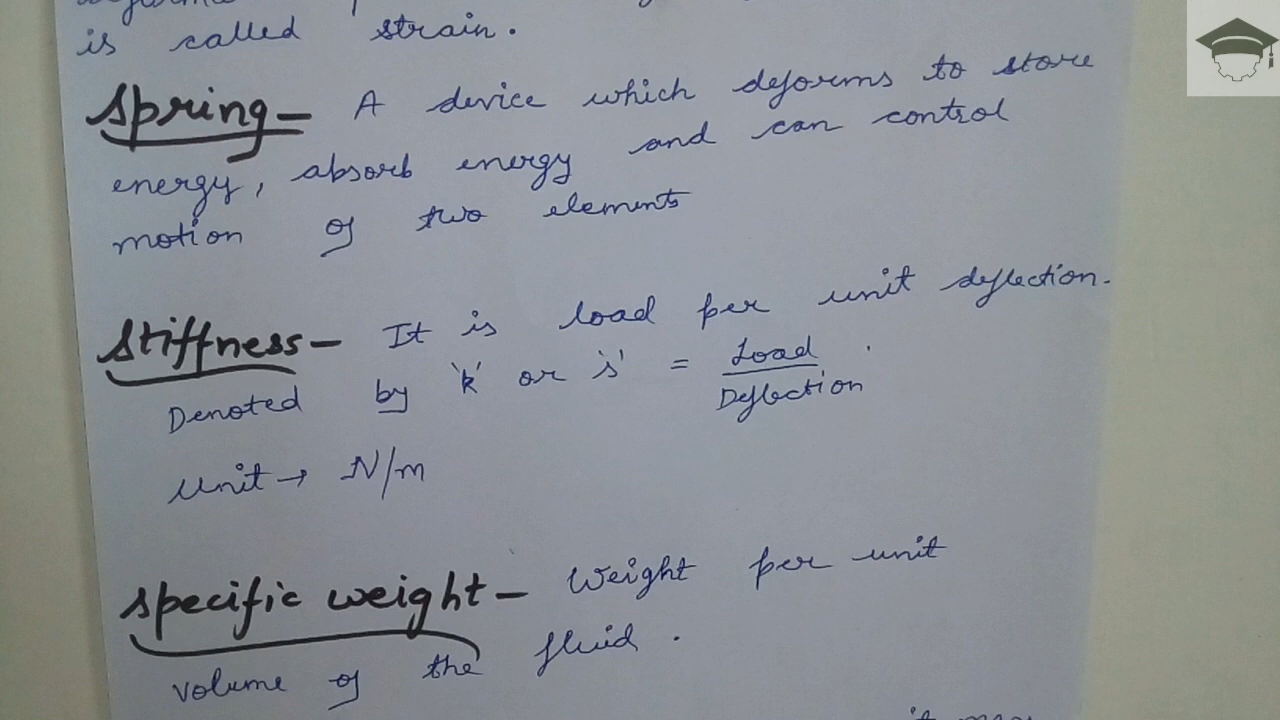 is called strain.
Spring - A device which deforms to store
energy, absorb energy and can control
motion of two elements
Stiffness - It is load per unit deflection.
Denoted by 'k' or 's' = Load
Deflection
Unit → N/m
Specific weight - Weight per unit
volume of the fluid.
it may